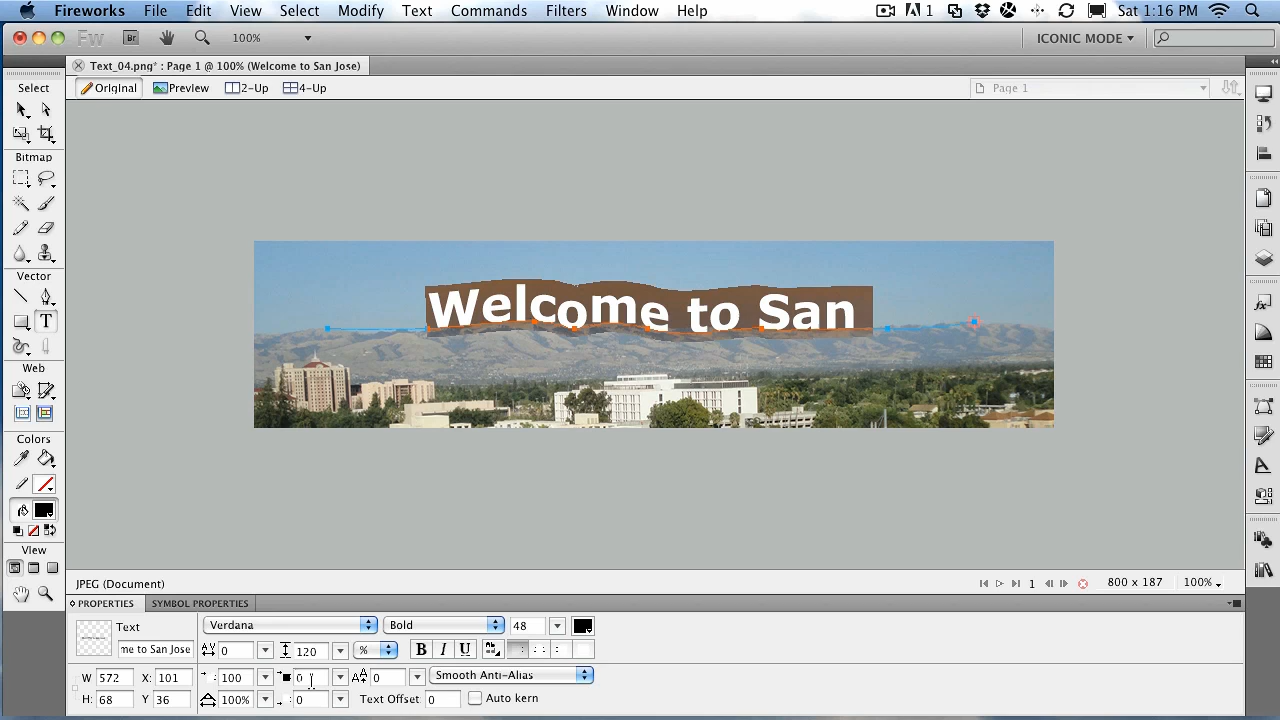 Fireworks File Edit View Select Modify Text Commands Filters Window Help 1 Sat 1:16 PM
Fw Br 100% ICONIC MODE
Text_04.png* : Page 1 @ 100% (Welcome to San Jose)
Original Preview 2-Up 4-Up Page 1
Select
Bitmap
Vector
T
Web
Colors
View
Welcome to San
JPEG (Document) 1 800 x 187 100%
PROPERTIES SYMBOL PROPERTIES
Text Verdana Bold 48
me to San Jose AV 0 120 % B I U
W 572 X: 101 100 0 0 Smooth Anti-Alias
H: 68 Y 36 100% 0 Text Offset 0 Auto kern